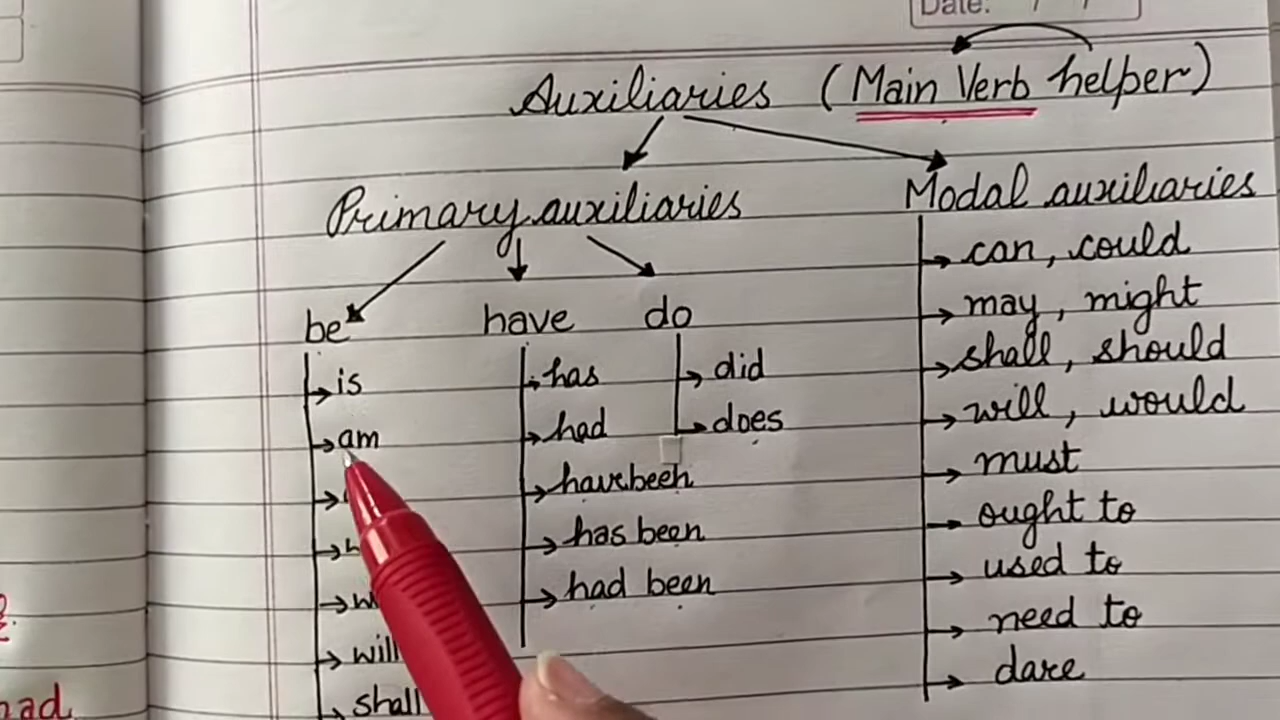 Date: / /
Auxiliaries (Main Verb helper)
Primary auxiliaries
Modal auxiliaries
be
is
am
will
shall
have
has
had
have been
has been
had been
do
did
does
can, could
may, might
shall, should
will, would
must
ought to
used to
need to
dare